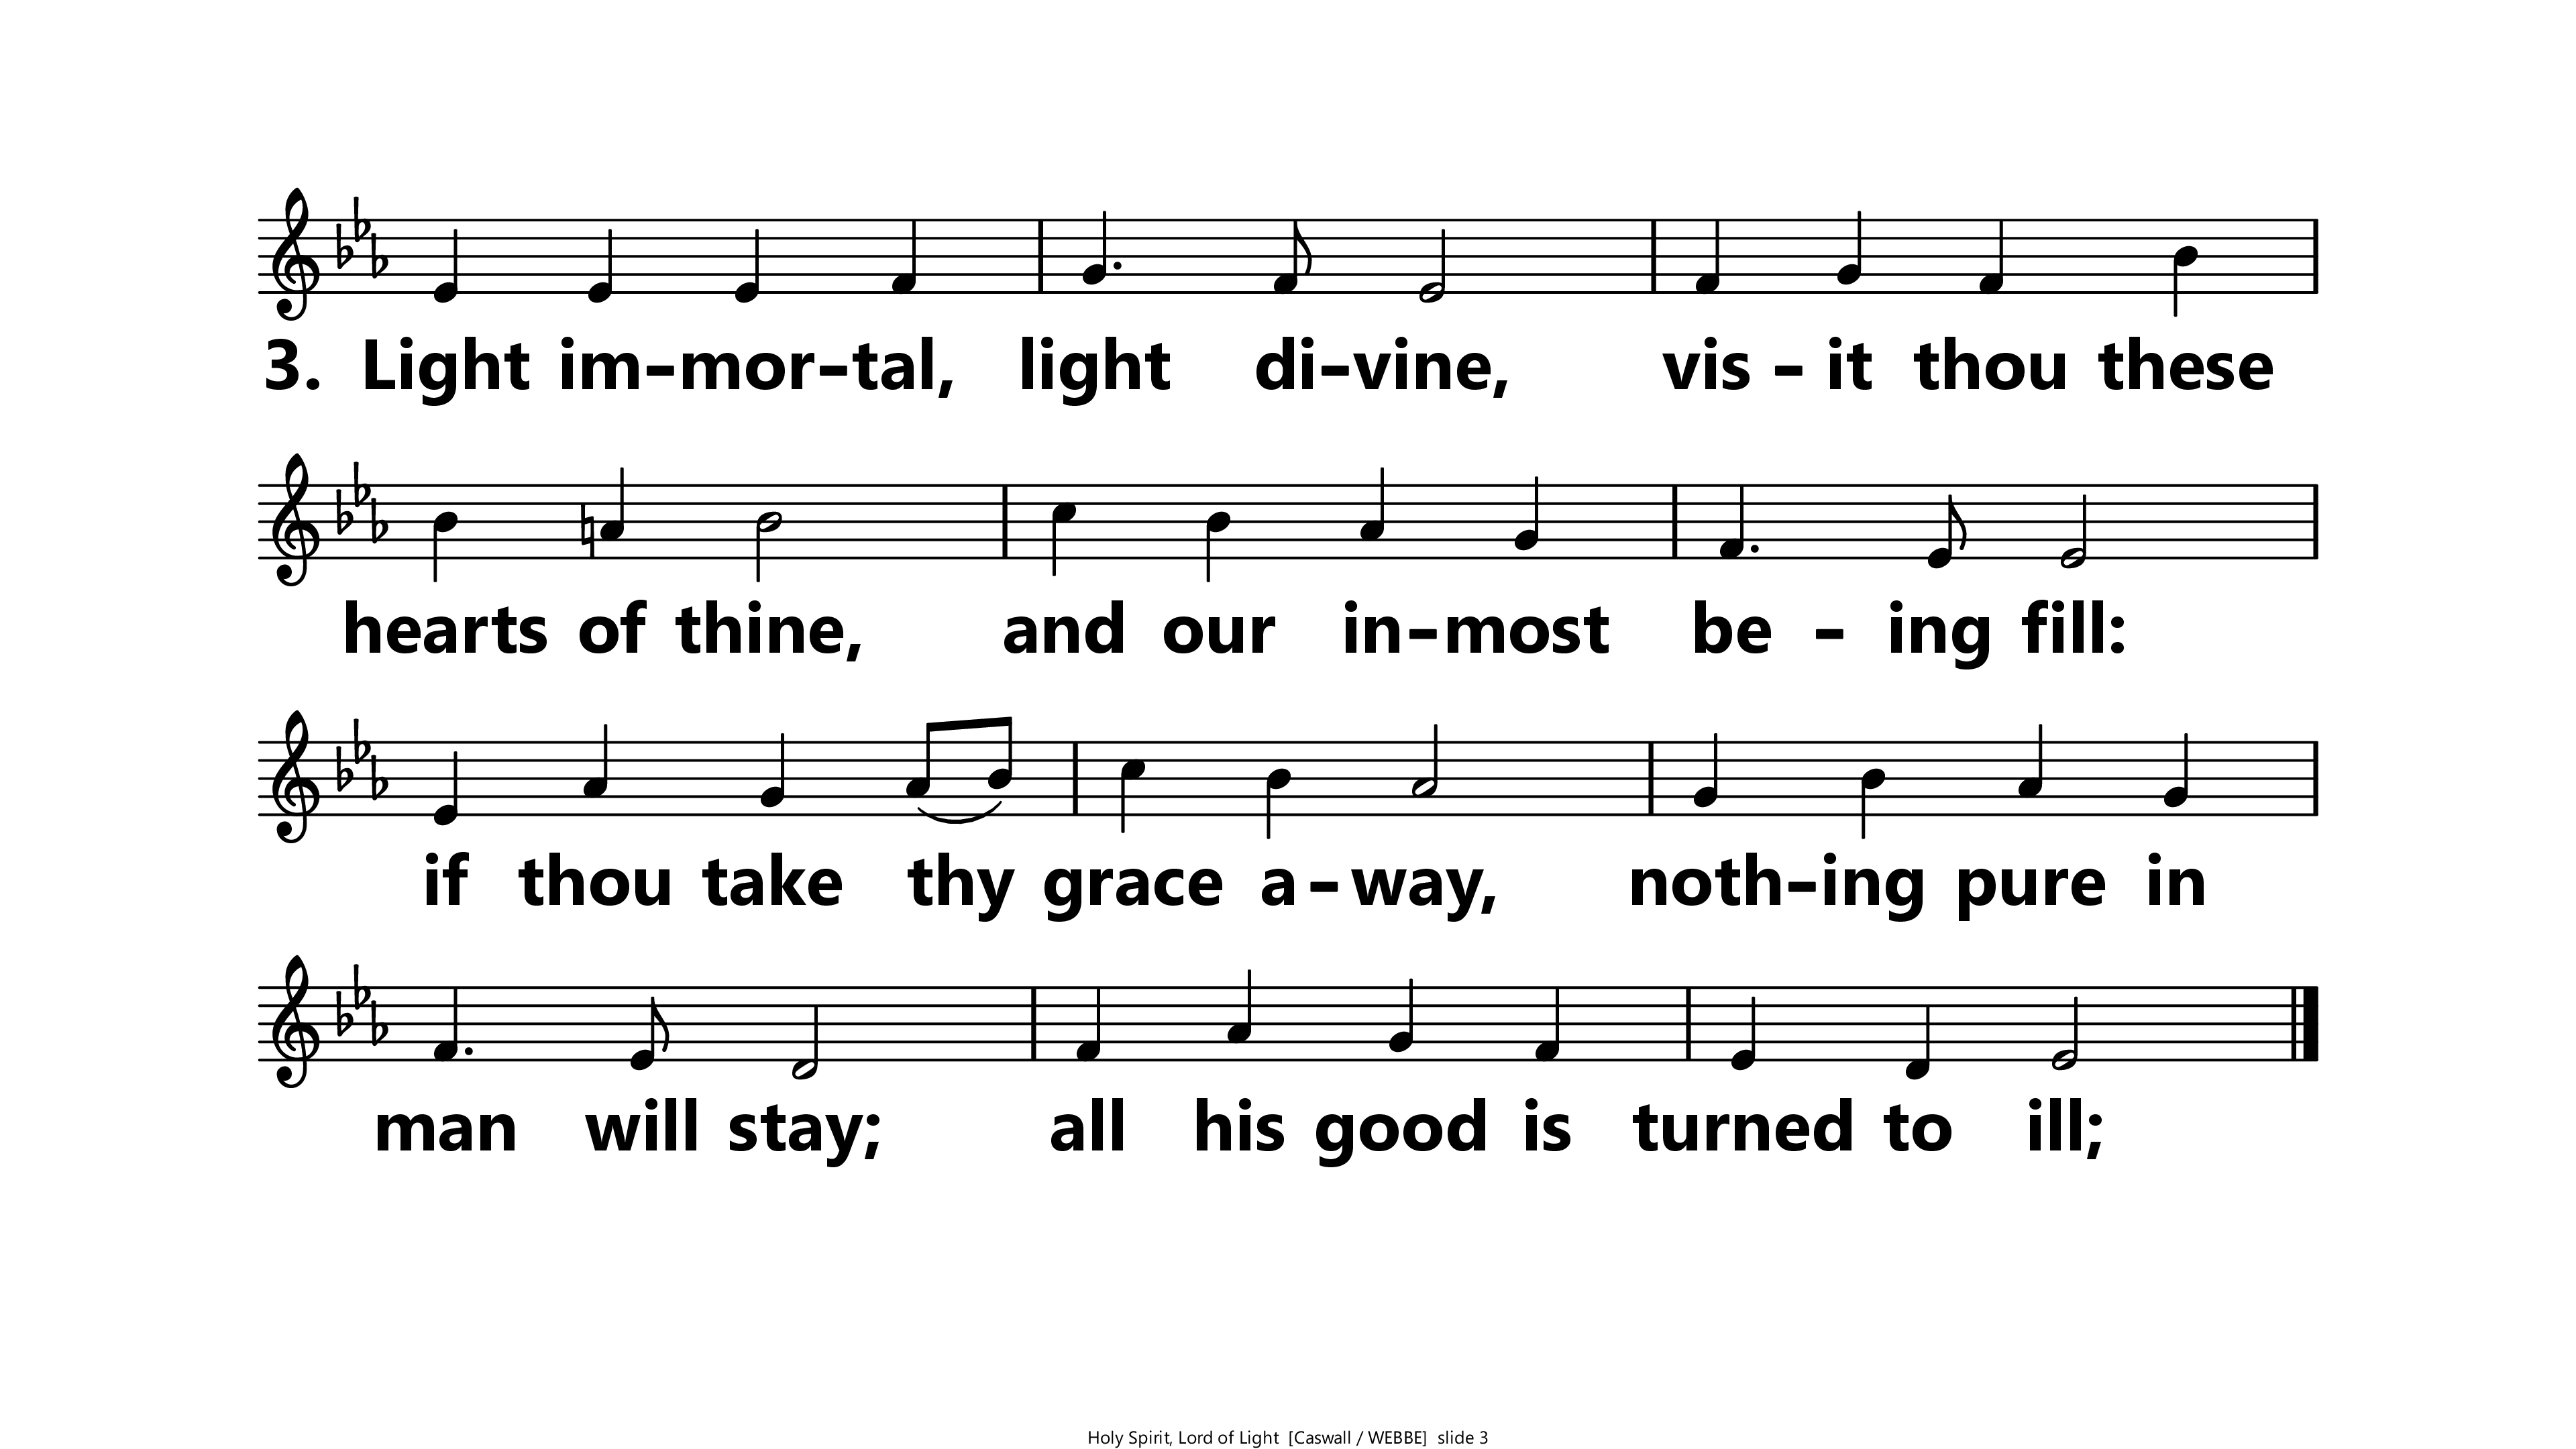 3. Light im-mor-tal, light di-vine, vis - it thou these
hearts of thine, and our in-most be - ing fill:
if thou take thy grace a-way, noth-ing pure in
man will stay; all his good is turned to ill;
Holy Spirit, Lord of Light [Caswall / WEBBE] slide 3